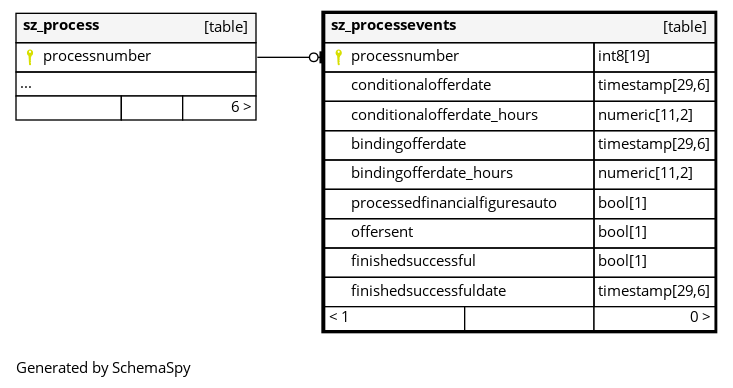 sz_process [table]
processnumber
...
6 >
sz_processevents [table]
processnumber int8[19]
conditionalofferdate timestamp[29,6]
conditionalofferdate_hours numeric[11,2]
bindingofferdate timestamp[29,6]
bindingofferdate_hours numeric[11,2]
processedfinancialfiguresauto bool[1]
offersent bool[1]
finishedsuccessful bool[1]
finishedsuccessfuldate timestamp[29,6]
< 1 0 >
Generated by SchemaSpy